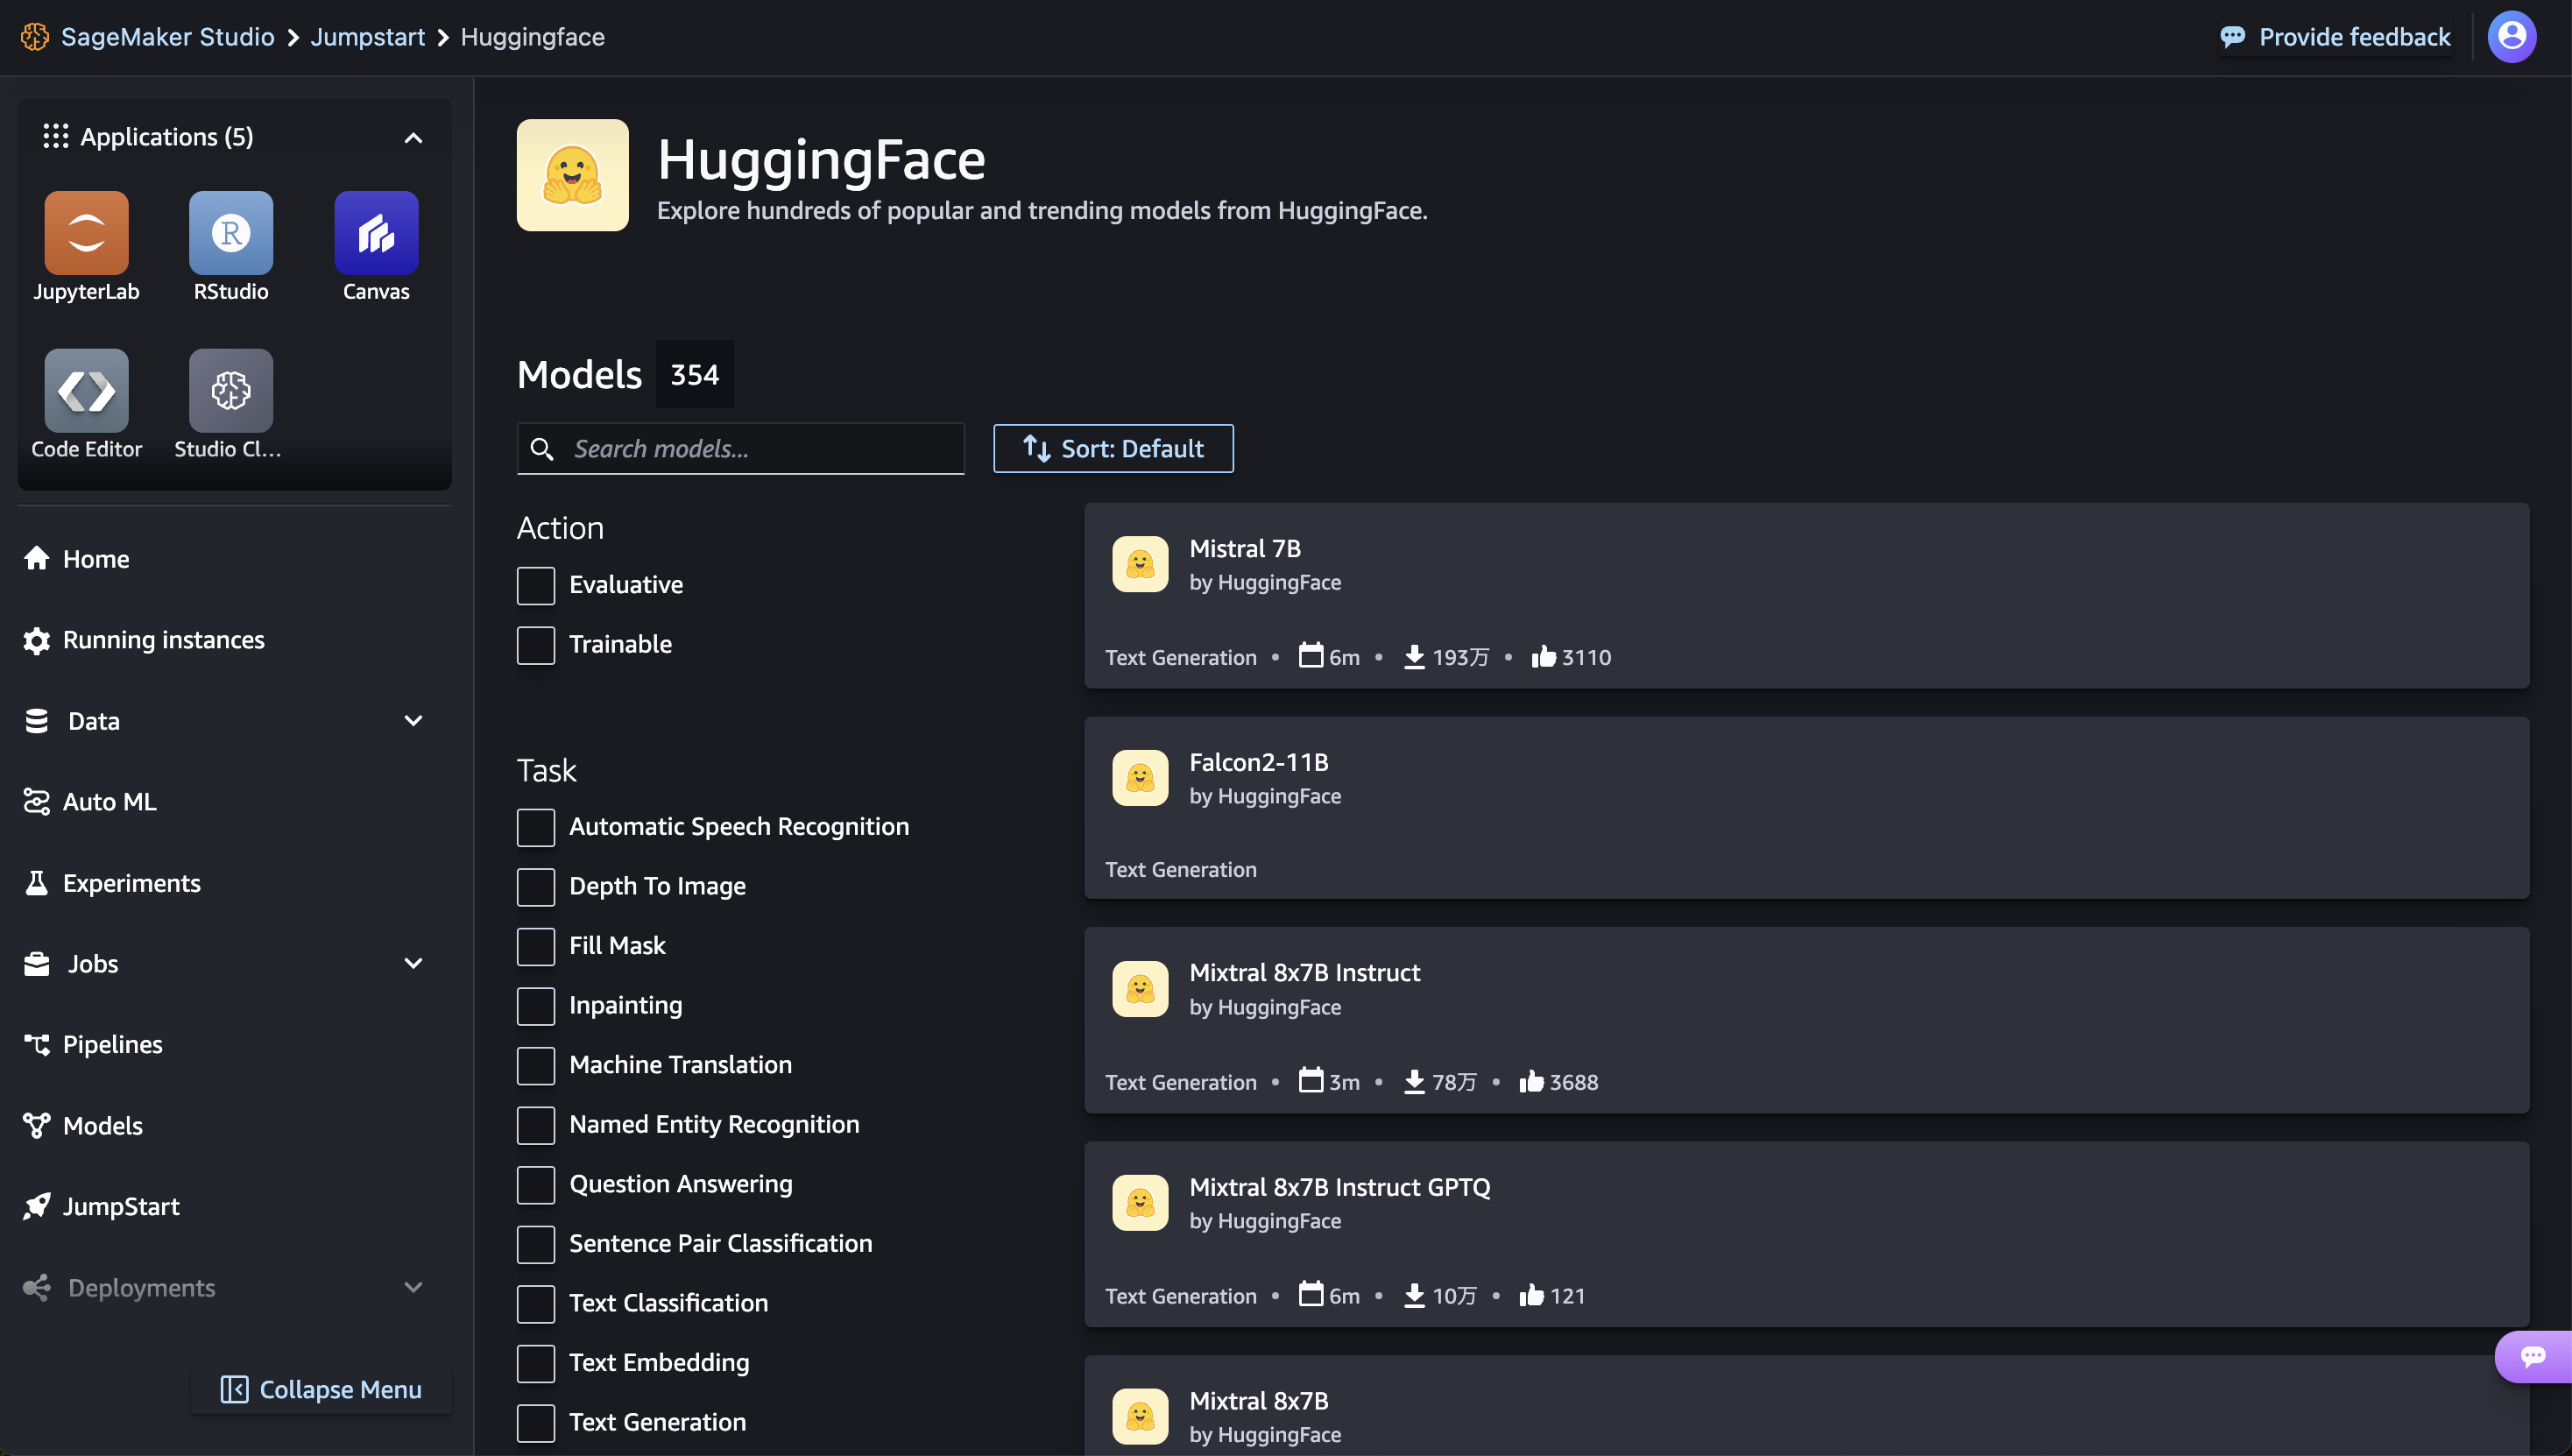 SageMaker Studio > Jumpstart > Huggingface
Provide feedback
Applications (5)
JupyterLab
RStudio
Canvas
Code Editor
Studio Cl...
Home
Running instances
Data
Auto ML
Experiments
Jobs
Pipelines
Models
JumpStart
Deployments
Collapse Menu
HuggingFace
Explore hundreds of popular and trending models from HuggingFace.
Models 354
Search models...
Sort: Default
Action
Evaluative
Trainable
Task
Automatic Speech Recognition
Depth To Image
Fill Mask
Inpainting
Machine Translation
Named Entity Recognition
Question Answering
Sentence Pair Classification
Text Classification
Text Embedding
Text Generation
Mistral 7B
by HuggingFace
Text Generation • 6m • 193万 • 3110
Falcon2-11B
by HuggingFace
Text Generation
Mixtral 8x7B Instruct
by HuggingFace
Text Generation • 3m • 78万 • 3688
Mixtral 8x7B Instruct GPTQ
by HuggingFace
Text Generation • 6m • 10万 • 121
Mixtral 8x7B
by HuggingFace